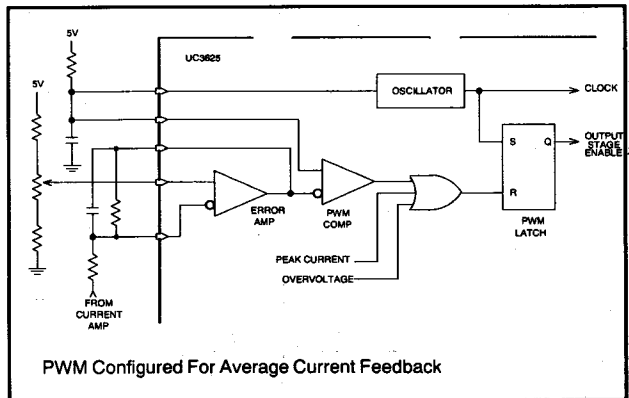 5V
UC3625
5V
OSCILLATOR
CLOCK
S
Q
OUTPUT
STAGE
ENABLE
R
ERROR
AMP
PWM
COMP
PWM
LATCH
PEAK CURRENT
OVERVOLTAGE
FROM
CURRENT
AMP
PWM Configured For Average Current Feedback